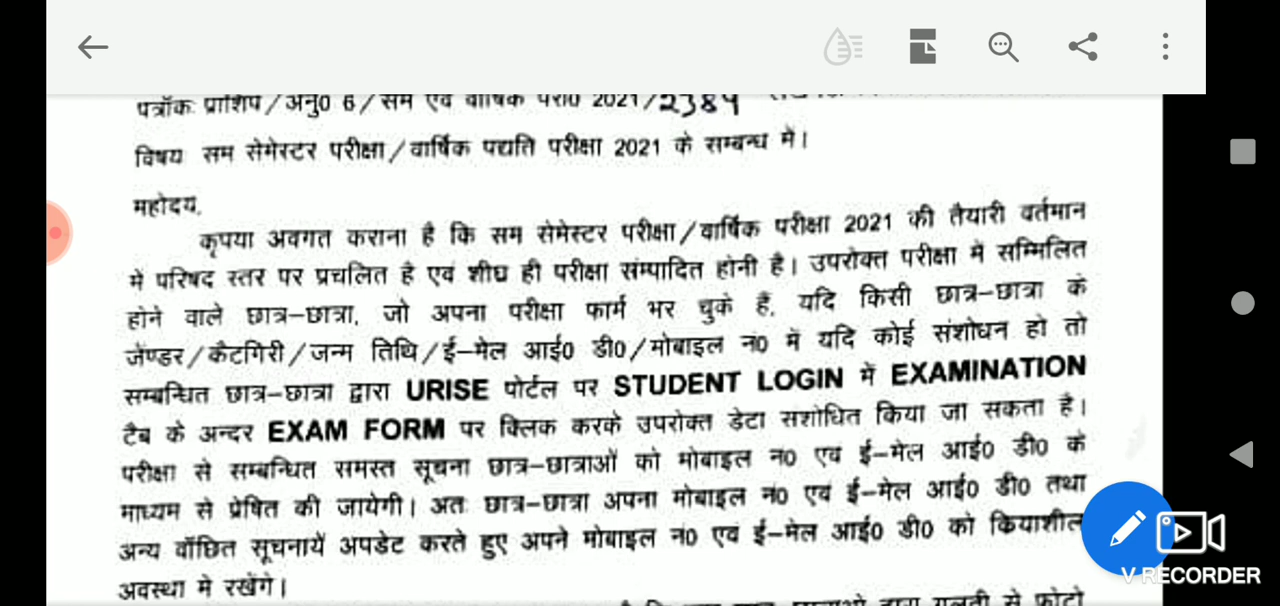 पत्रॉकः प्राशिप/अनु0 6/सम एवं वार्षिक परी0 2021/2384
विषय सम सेमेस्टर परीक्षा/वार्षिक पद्यति परीक्षा 2021 के सम्बन्ध में।
महोदय,
कृपया अवगत कराना है कि सम सेमेस्टर परीक्षा/वार्षिक परीक्षा 2021 की तैयारी वर्तमान
में परिषद स्तर पर प्रचलित है एवं शीघ्र ही परीक्षा संम्पादित होनी है। उपरोक्त परीक्षा में सम्मिलित
होने वाले छात्र-छात्रा, जो अपना परीक्षा फार्म भर चुके हैं, यदि किसी छात्र-छात्रा के
जेंण्डर/कैटगिरी/जन्म तिथि/ई-मेल आई0 डी0/मोबाइल न0 में यदि कोई संशोधन हो तो
सम्बन्धित छात्र-छात्रा द्वारा URISE पोर्टल पर STUDENT LOGIN में EXAMINATION
टैब के अन्दर EXAM FORM पर क्लिक करके उपरोक्त डेटा सशोधित किया जा सकता है।
परीक्षा से सम्बन्धित समस्त सूचना छात्र-छात्राओं को मोबाइल न0 एवं ई-मेल आई0 डी0 के
माध्यम से प्रेषित की जायेगी। अतः छात्र-छात्रा अपना मोबाइल नं0 एवं ई-मेल आई0 डी0 तथा
अन्य वॉछित सूचनायें अपडेट करते हुए अपने मोबाइल न0 एवं ई-मेल आई0 डी0 को कियाशील
अवस्था मे रखेंगे।
छात्राओ द्वारा गलती से फोटो
V RECORDER